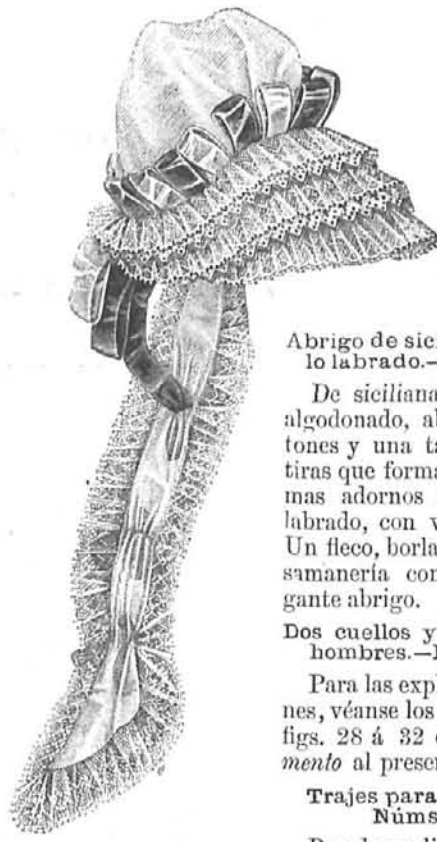 Abrigo de sici
lo labrado.—
De siciliana
algodonado, al
tones y una ta
tiras que forma
mas adornos
labrado, con v
Un fleco, borla
samanería con
gante abrigo.
Dos cuellos y
hombres.—
Para las expl
nes, véanse los
figs. 28 á 32
mento al presen
Trajes para
Núms